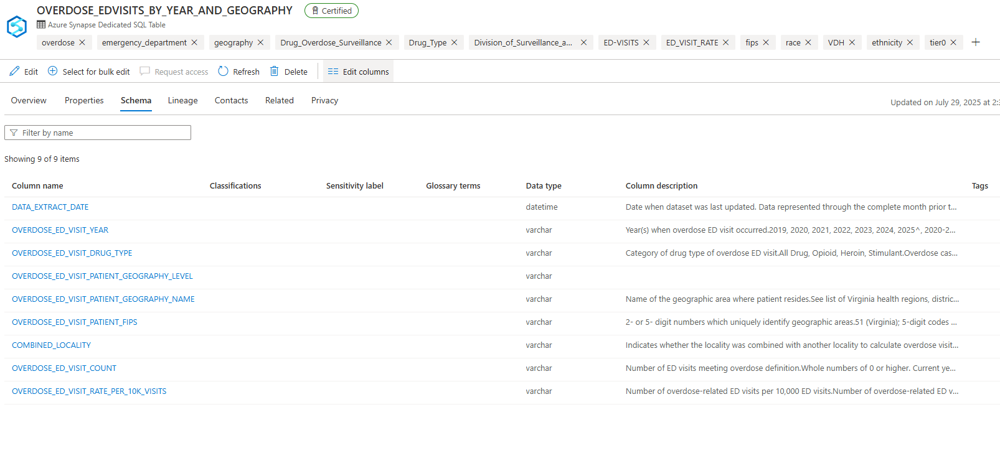 OVERDOSE_EDVISITS_BY_YEAR_AND_GEOGRAPHY Certified
Azure Synapse Dedicated SQL Table
overdose emergency_department geography Drug_Overdose_Surveillance Drug_Type Division_of_Surveillance_a... ED-VISITS ED_VISIT_RATE fips race VDH ethnicity tier0
Edit Select for bulk edit Request access Refresh Delete Edit columns
Overview Properties Schema Lineage Contacts Related Privacy
Updated on July 29, 2025 at 2:3
Filter by name
Showing 9 of 9 items
Column name Classifications Sensitivity label Glossary terms Data type Column description Tags
DATA_EXTRACT_DATE datetime Date when dataset was last updated. Data represented through the complete month prior t...
OVERDOSE_ED_VISIT_YEAR varchar Year(s) when overdose ED visit occurred.2019, 2020, 2021, 2022, 2023, 2024, 2025^, 2020-2...
OVERDOSE_ED_VISIT_DRUG_TYPE varchar Category of drug type of overdose ED visit.All Drug, Opioid, Heroin, Stimulant.Overdose cas...
OVERDOSE_ED_VISIT_PATIENT_GEOGRAPHY_LEVEL varchar
OVERDOSE_ED_VISIT_PATIENT_GEOGRAPHY_NAME varchar Name of the geographic area where patient resides.See list of Virginia health regions, distric...
OVERDOSE_ED_VISIT_PATIENT_FIPS varchar 2- or 5- digit numbers which uniquely identify geographic areas.51 (Virginia); 5-digit codes ...
COMBINED_LOCALITY varchar Indicates whether the locality was combined with another locality to calculate overdose visit...
OVERDOSE_ED_VISIT_COUNT varchar Number of ED visits meeting overdose definition.Whole numbers of 0 or higher. Current ye...
OVERDOSE_ED_VISIT_RATE_PER_10K_VISITS varchar Number of overdose-related ED visits per 10,000 ED visits.Number of overdose-related ED v...